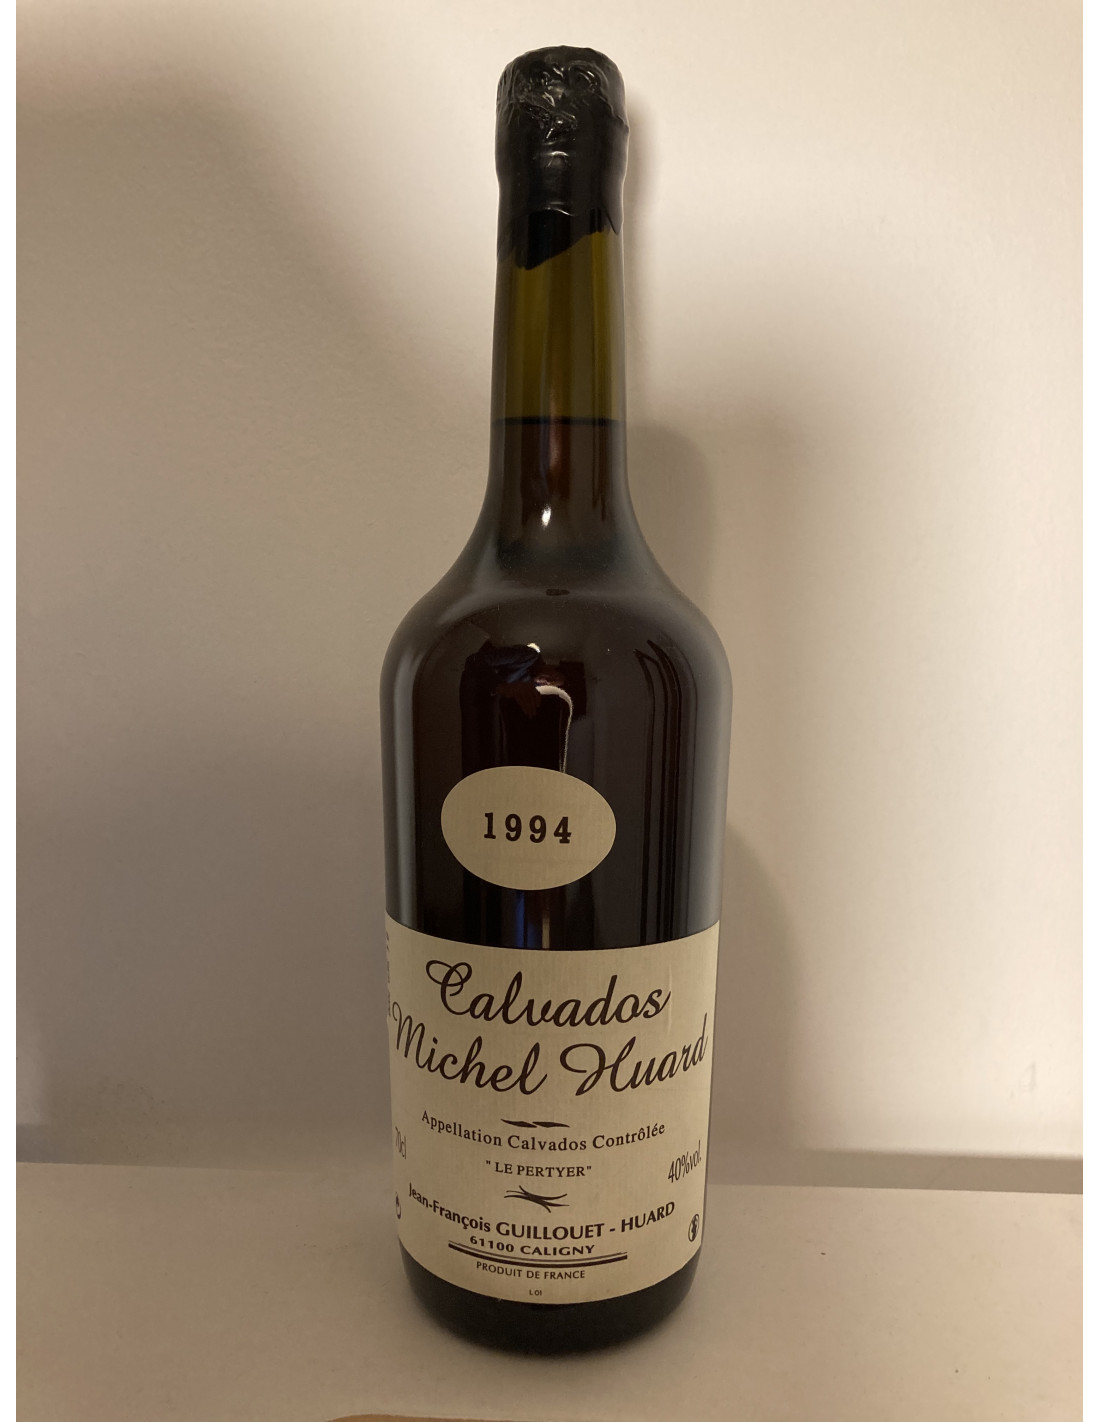 1994
Calvados
Michel Huard
Appellation Calvados Contrôlée
70cl
"LE PERTYER"
40%vol.
Jean-François GUILLOUET - HUARD
61100 CALIGNY
PRODUIT DE FRANCE
L 01